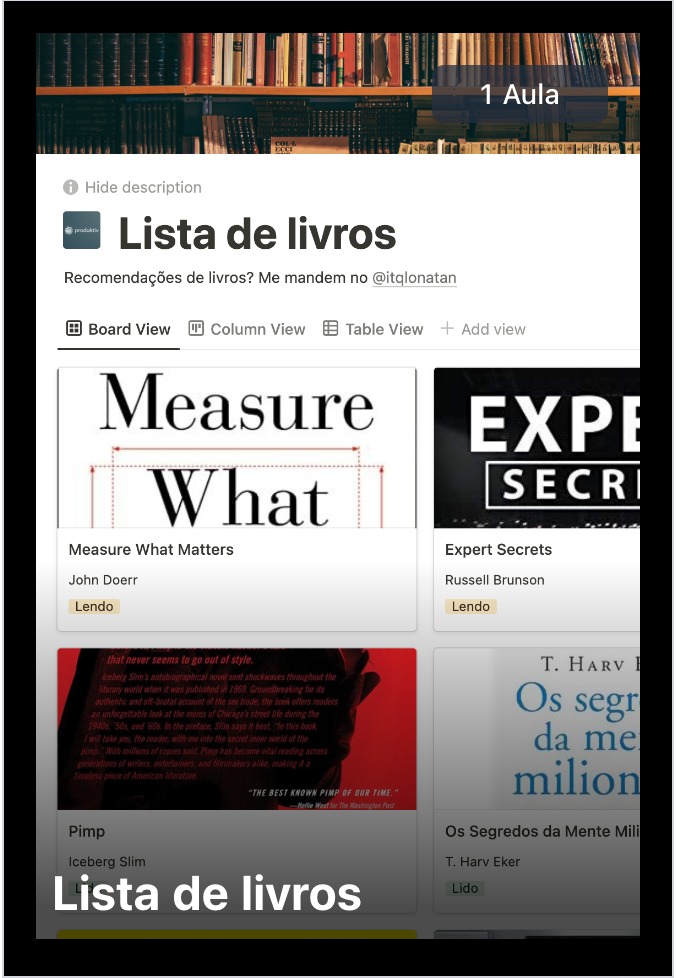 1 Aula
COUL
ECCI
Hide description
produktiv
Lista de livros
Recomendações de livros? Me mandem no @itqlonatan
Board View
Column View
Table View
Add view
Measure
What
EXPE
SECR
Measure What Matters
John Doerr
Lendo
Expert Secrets
Russell Brunson
Lendo
that never seems to go out of style.
Iceberg Slim's autobiographical novel sent shockwaves throughout the
literary world when it was published in 1969. Groundbreaking for its
authentic and oft-brutal account of the sex trade, the book offers readers
an unforgettable look at the mores of Chicago's street life during the
1940s, '50s, and '60s. In the preface, Slim says it best, "In this book,
I will take you, the reader, with me into the secret inner world of the
pimp." With millions of copies sold, Pimp has become vital reading across
generations of writers, entertainers, and filmmakers alike, making it a
timeless piece of American literature.
"THE BEST KNOWN PIMP OF OUR TIME."
—Hollie West for The Washington Post
T. HARV E
Os segr
da me
milion
Pimp
Iceberg Slim
Os Segredos da Mente Mili
T. Harv Eker
Lido
Lista de livros